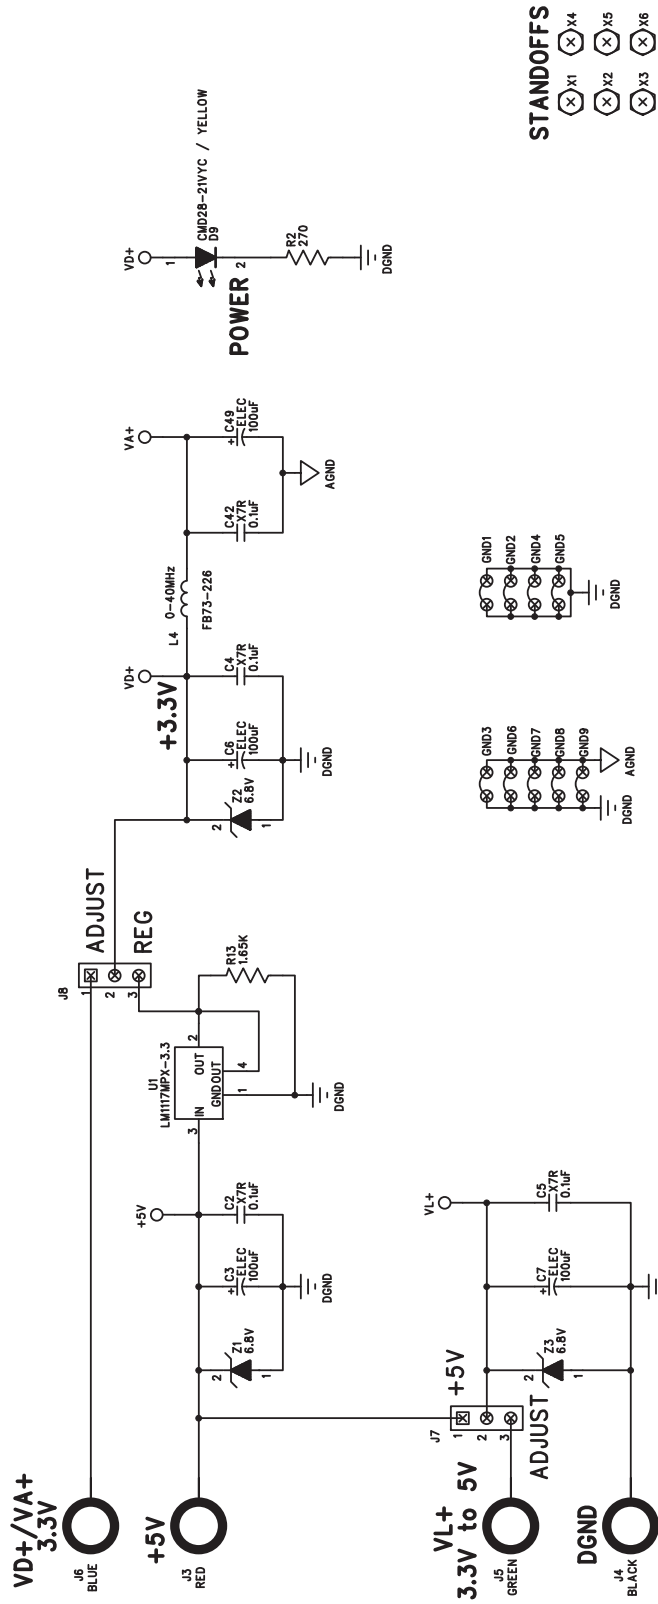 VD+/VA+
3.3V
J6
BLUE
+5V
J3
RED
VL+
3.3V to 5V
J5
GREEN
DGND
J4
BLACK
J7
1
2
3
+5V
ADJUST
Z1
6.8V
2
1
+ C3
ELEC
100uF
C2
X7R
0.1uF
+5V
DGND
Z3
6.8V
2
1
+ C7
ELEC
100uF
C5
X7R
0.1uF
VL+
U1
LM1117MPX-3.3
3
IN
OUT
2
GND
OUT
1
4
DGND
R13
1.65K
J8
1
2
3
ADJUST
REG
Z2
6.8V
2
1
+ C6
ELEC
100uF
C4
X7R
0.1uF
DGND
VD+
+3.3V
L4
0-40MHz
FB73-226
C42
X7R
0.1uF
+ C49
ELEC
100uF
VA+
AGND
VD+
1
CMD28-21VYC / YELLOW
D9
2
POWER
R2
270
DGND
GND3
GND6
GND7
GND8
GND9
DGND
AGND
GND1
GND2
GND4
GND5
DGND
STANDOFFS
X1
X4
X2
X5
X3
X6